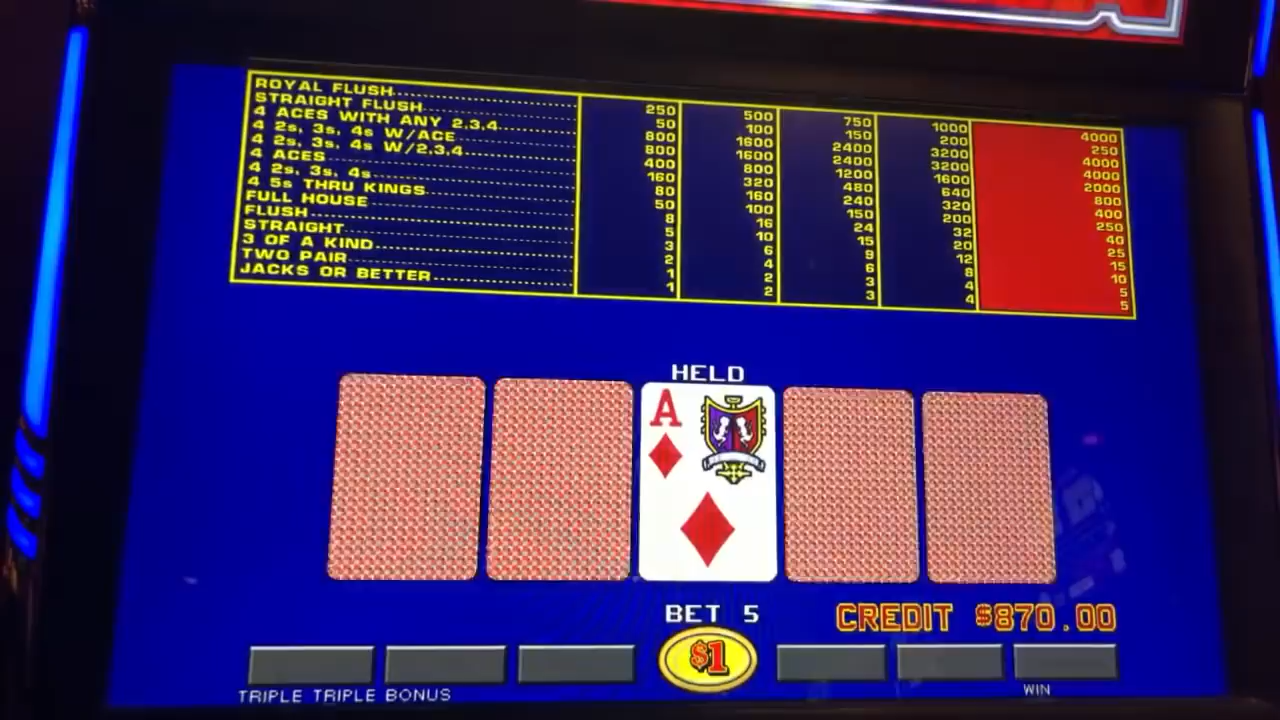 ROYAL FLUSH 250 500 750 1000 4000
STRAIGHT FLUSH 50 100 150 200 250
4 ACES WITH ANY 2,3,4 800 1600 2400 3200 4000
4 2s, 3s, 4s W/ACE 800 1600 2400 3200 4000
4 2s, 3s, 4s W/2,3,4 400 800 1200 1600 2000
4 ACES 160 320 480 640 800
4 2s, 3s, 4s 80 160 240 320 400
4 5s THRU KINGS 50 100 150 200 250
FULL HOUSE 8 16 24 32 40
FLUSH 5 10 15 20 25
STRAIGHT 3 6 9 12 15
3 OF A KIND 2 4 6 8 10
TWO PAIR 1 2 3 4 5
JACKS OR BETTER 1 2 3 4 5
HELD
A
BET 5 CREDIT $870.00
$1
TRIPLE TRIPLE BONUS WIN